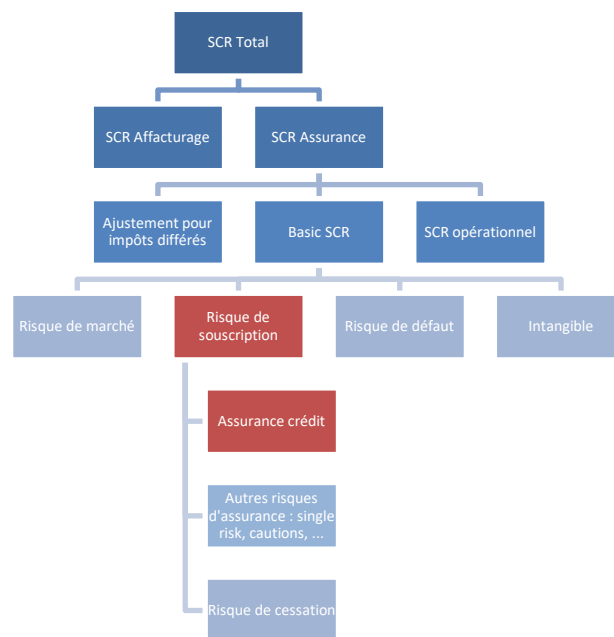 SCR Total
SCR Affacturage
SCR Assurance
Ajustement pour
impôts différés
Basic SCR
SCR opérationnel
Risque de marché
Risque de
souscription
Risque de défaut
Intangible
Assurance crédit
Autres risques
d'assurance : single
risk, cautions, ...
Risque de cessation